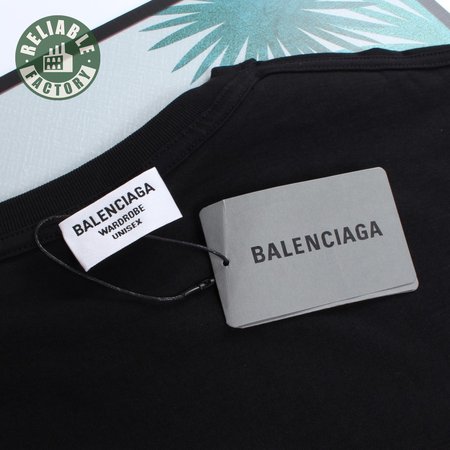 RELIABLE
FACTORY
BALENCIAGA
WARDROBE
UNISEX
BALENCIAGA